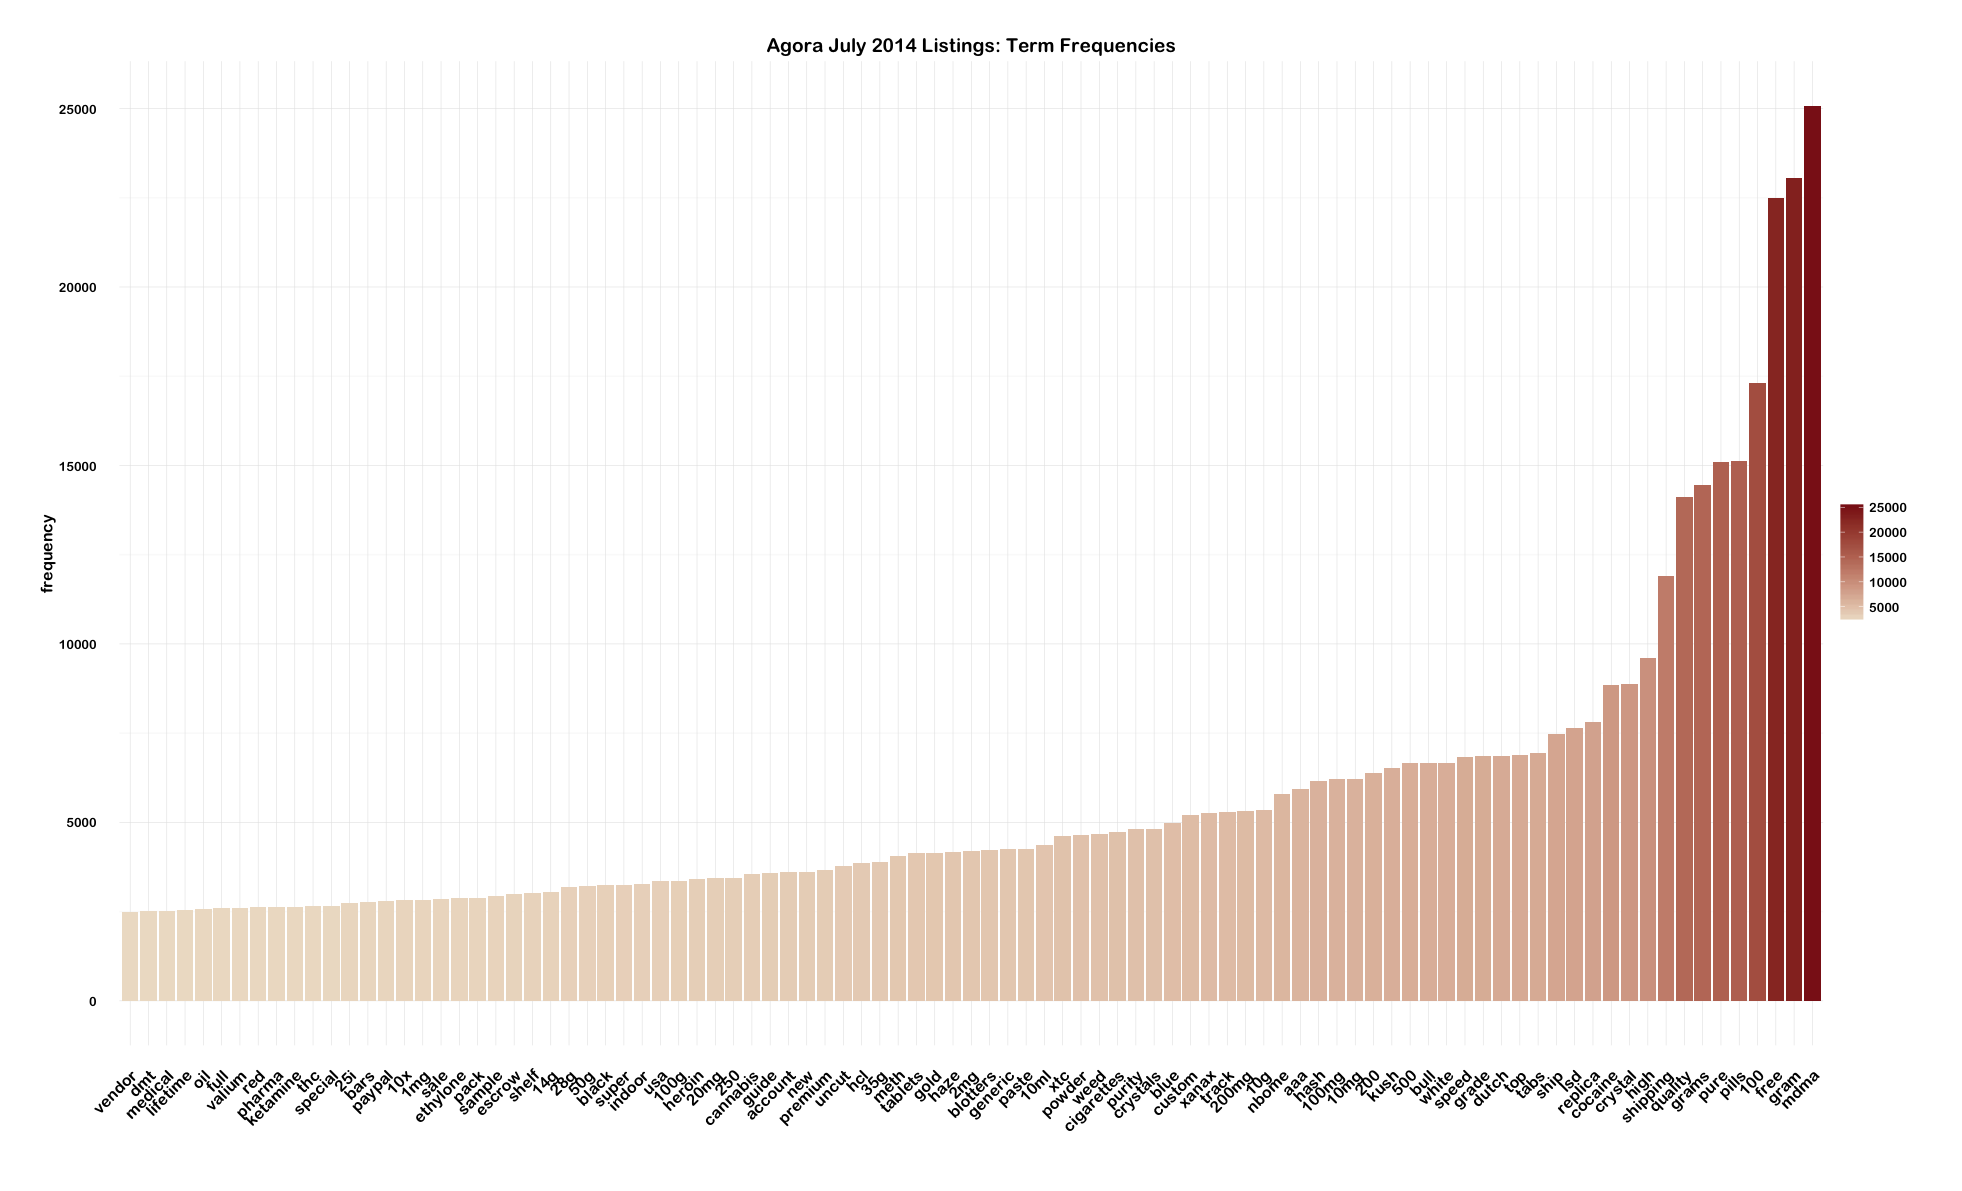 Agora July 2014 Listings: Term Frequencies
25000
20000
15000
10000
5000
0
frequency
25000
20000
15000
10000
5000
vendor
dmt
medical
lifetime
oil
full
valium
red
pharma
ketamine
thc
special
25i
bars
paypal
10x
1mg
sale
ethylone
pack
sample
escrow
shelf
14g
28g
50g
black
super
indoor
usa
100g
heroin
20mg
250
cannabis
guide
account
new
premium
uncut
hcl
35g
meth
tablets
gold
haze
2mg
blotters
generic
paste
10ml
xtc
powder
weed
cigarettes
purity
crystals
blue
custom
xanax
track
200mg
10g
nbome
aaa
hash
100mg
10mg
200
kush
500
bull
white
speed
grade
dutch
top
tabs
ship
lsd
replica
cocaine
crystal
high
shipping
quality
grams
pure
pills
100
free
gram
mdma